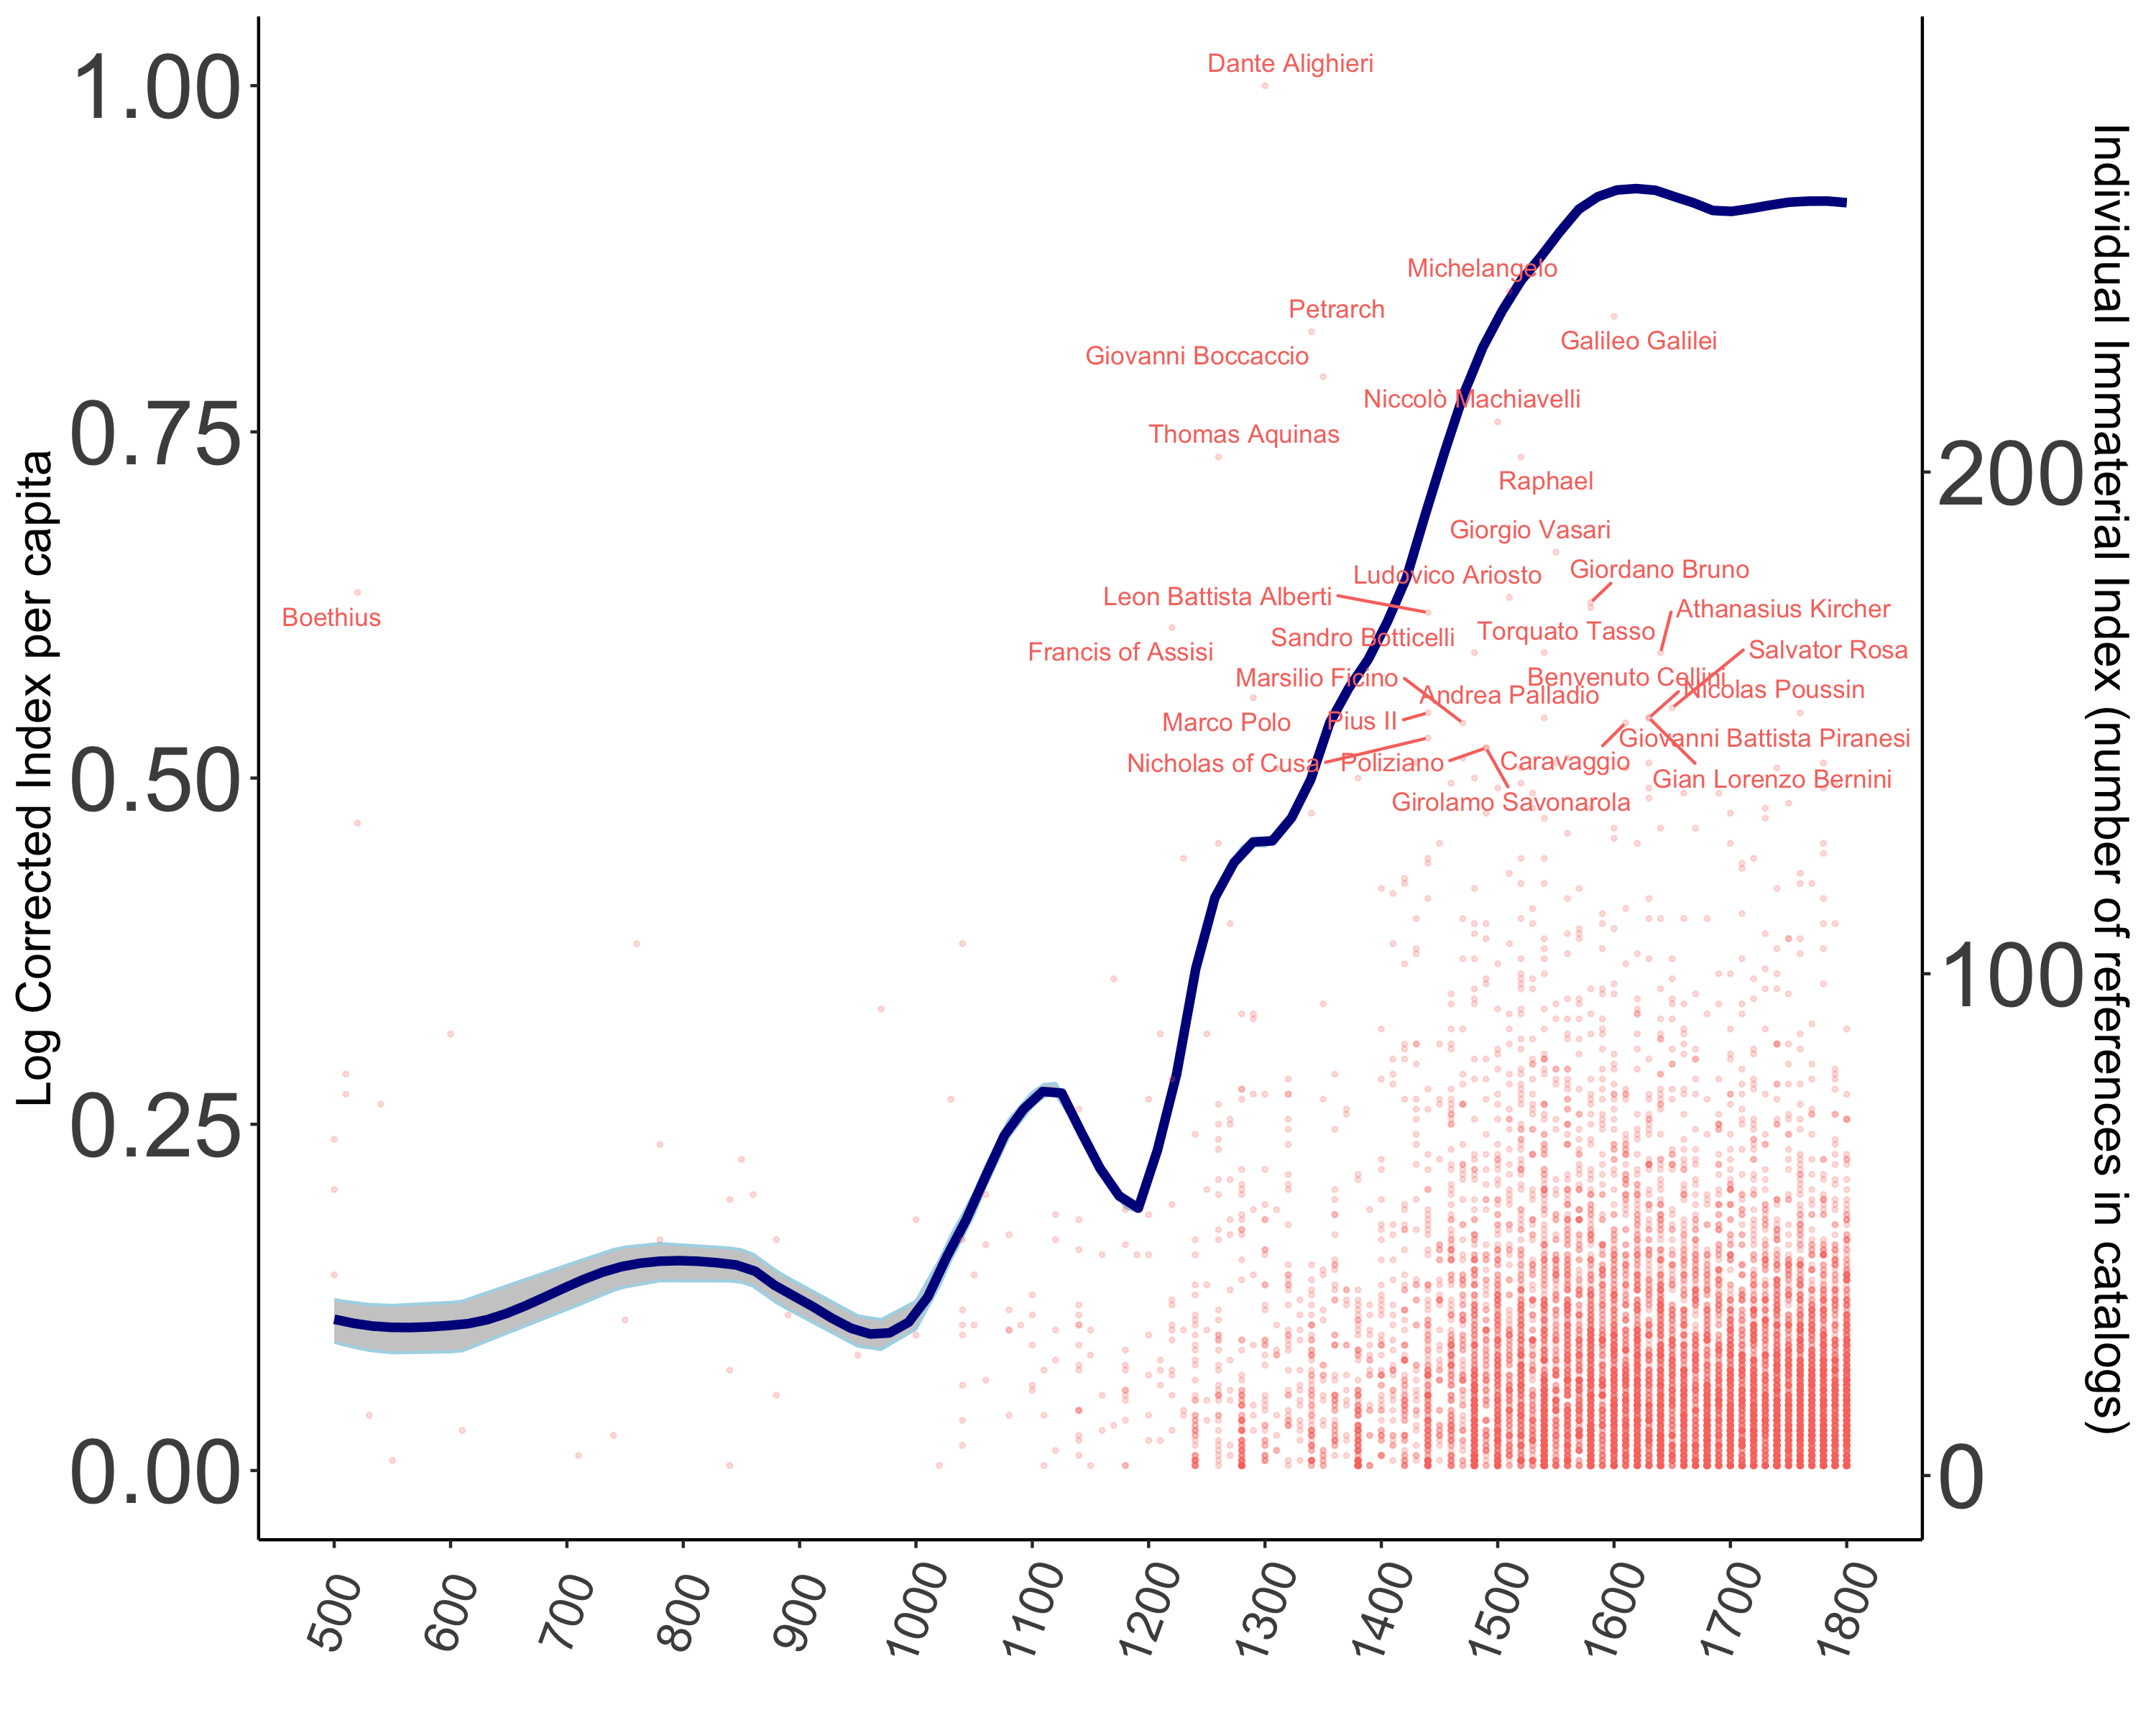 Log Corrected Index per capita
1.00
0.75
0.50
0.25
0.00
Dante Alighieri
Michelangelo
Petrarch
Galileo Galilei
Giovanni Boccaccio
Niccolò Machiavelli
Thomas Aquinas
Raphael
Giorgio Vasari
Giordano Bruno
Ludovico Ariosto
Leon Battista Alberti
Athanasius Kircher
Boethius
Torquato Tasso
Sandro Botticelli
Francis of Assisi
Salvator Rosa
Marsilio Ficino
Benvenuto Cellini
Nicolas Poussin
Andrea Palladio
Marco Polo
Pius II
Giovanni Battista Piranesi
Nicholas of Cusa
Poliziano
Caravaggio
Gian Lorenzo Bernini
Girolamo Savonarola
200
100
0
Individual Immaterial Index (number of references in catalogs)
500
600
700
800
900
1000
1100
1200
1300
1400
1500
1600
1700
1800